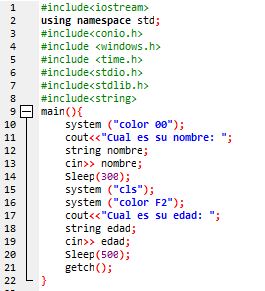 1 #include<iostream>
2 using namespace std;
3 #include<conio.h>
4 #include <windows.h>
5 #include <time.h>
6 #include<stdio.h>
7 #include<stdlib.h>
8 #include<string>
9 main(){
10 system ("color 00");
11 cout<<"Cual es su nombre: ";
12 string nombre;
13 cin>> nombre;
14 Sleep(300);
15 system ("cls");
16 system ("color F2");
17 cout<<"Cual es su edad: ";
18 string edad;
19 cin>> edad;
20 Sleep(500);
21 getch();
22 }